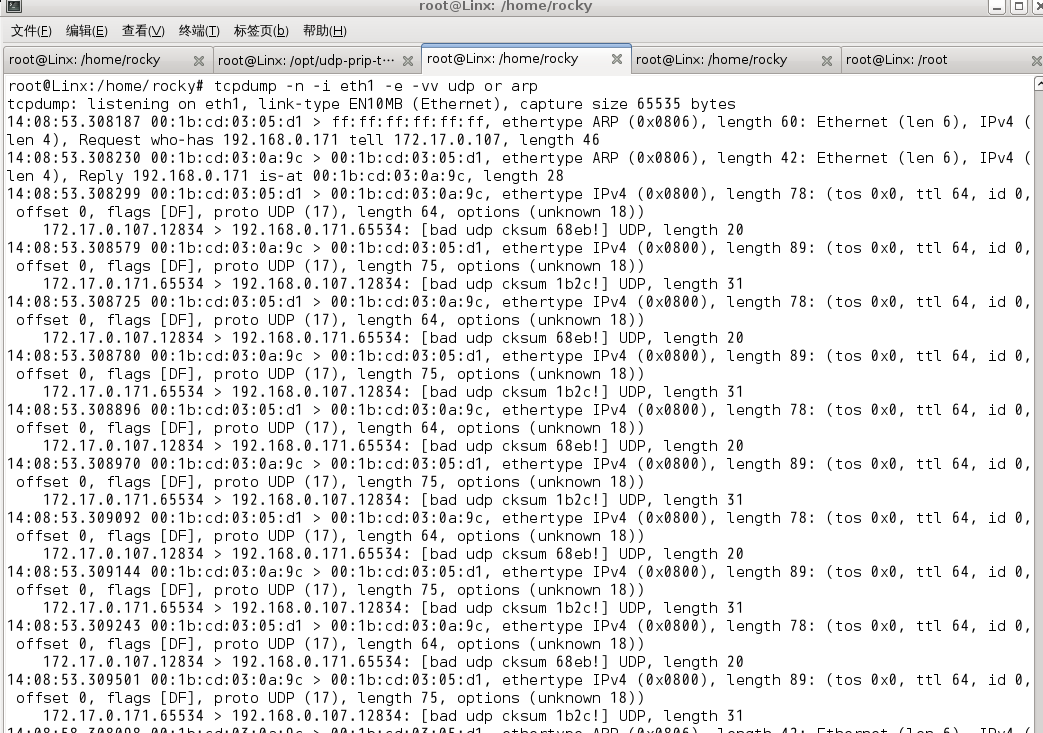 root@Linx: /home/rocky
文件(F) 编辑(E) 查看(V) 终端(T) 标签页(b) 帮助(H)
root@Linx: /home/rocky root@Linx: /opt/udp-prip-t··· root@Linx: /home/rocky root@Linx: /home/rocky root@Linx: /root
root@Linx:/home/rocky# tcpdump -n -i eth1 -e -vv udp or arp
tcpdump: listening on eth1, link-type EN10MB (Ethernet), capture size 65535 bytes
14:08:53.308187 00:1b:cd:03:05:d1 > ff:ff:ff:ff:ff:ff, ethertype ARP (0x0806), length 60: Ethernet (len 6), IPv4 (
len 4), Request who-has 192.168.0.171 tell 172.17.0.107, length 46
14:08:53.308230 00:1b:cd:03:0a:9c > 00:1b:cd:03:05:d1, ethertype ARP (0x0806), length 42: Ethernet (len 6), IPv4 (
len 4), Reply 192.168.0.171 is-at 00:1b:cd:03:0a:9c, length 28
14:08:53.308299 00:1b:cd:03:05:d1 > 00:1b:cd:03:0a:9c, ethertype IPv4 (0x0800), length 78: (tos 0x0, ttl 64, id 0,
offset 0, flags [DF], proto UDP (17), length 64, options (unknown 18))
172.17.0.107.12834 > 192.168.0.171.65534: [bad udp cksum 68eb!] UDP, length 20
14:08:53.308579 00:1b:cd:03:0a:9c > 00:1b:cd:03:05:d1, ethertype IPv4 (0x0800), length 89: (tos 0x0, ttl 64, id 0,
offset 0, flags [DF], proto UDP (17), length 75, options (unknown 18))
172.17.0.171.65534 > 192.168.0.107.12834: [bad udp cksum 1b2c!] UDP, length 31
14:08:53.308725 00:1b:cd:03:05:d1 > 00:1b:cd:03:0a:9c, ethertype IPv4 (0x0800), length 78: (tos 0x0, ttl 64, id 0,
offset 0, flags [DF], proto UDP (17), length 64, options (unknown 18))
172.17.0.107.12834 > 192.168.0.171.65534: [bad udp cksum 68eb!] UDP, length 20
14:08:53.308780 00:1b:cd:03:0a:9c > 00:1b:cd:03:05:d1, ethertype IPv4 (0x0800), length 89: (tos 0x0, ttl 64, id 0,
offset 0, flags [DF], proto UDP (17), length 75, options (unknown 18))
172.17.0.171.65534 > 192.168.0.107.12834: [bad udp cksum 1b2c!] UDP, length 31
14:08:53.308896 00:1b:cd:03:05:d1 > 00:1b:cd:03:0a:9c, ethertype IPv4 (0x0800), length 78: (tos 0x0, ttl 64, id 0,
offset 0, flags [DF], proto UDP (17), length 64, options (unknown 18))
172.17.0.107.12834 > 192.168.0.171.65534: [bad udp cksum 68eb!] UDP, length 20
14:08:53.308970 00:1b:cd:03:0a:9c > 00:1b:cd:03:05:d1, ethertype IPv4 (0x0800), length 89: (tos 0x0, ttl 64, id 0,
offset 0, flags [DF], proto UDP (17), length 75, options (unknown 18))
172.17.0.171.65534 > 192.168.0.107.12834: [bad udp cksum 1b2c!] UDP, length 31
14:08:53.309092 00:1b:cd:03:05:d1 > 00:1b:cd:03:0a:9c, ethertype IPv4 (0x0800), length 78: (tos 0x0, ttl 64, id 0,
offset 0, flags [DF], proto UDP (17), length 64, options (unknown 18))
172.17.0.107.12834 > 192.168.0.171.65534: [bad udp cksum 68eb!] UDP, length 20
14:08:53.309144 00:1b:cd:03:0a:9c > 00:1b:cd:03:05:d1, ethertype IPv4 (0x0800), length 89: (tos 0x0, ttl 64, id 0,
offset 0, flags [DF], proto UDP (17), length 75, options (unknown 18))
172.17.0.171.65534 > 192.168.0.107.12834: [bad udp cksum 1b2c!] UDP, length 31
14:08:53.309243 00:1b:cd:03:05:d1 > 00:1b:cd:03:0a:9c, ethertype IPv4 (0x0800), length 78: (tos 0x0, ttl 64, id 0,
offset 0, flags [DF], proto UDP (17), length 64, options (unknown 18))
172.17.0.107.12834 > 192.168.0.171.65534: [bad udp cksum 68eb!] UDP, length 20
14:08:53.309501 00:1b:cd:03:0a:9c > 00:1b:cd:03:05:d1, ethertype IPv4 (0x0800), length 89: (tos 0x0, ttl 64, id 0,
offset 0, flags [DF], proto UDP (17), length 75, options (unknown 18))
172.17.0.171.65534 > 192.168.0.107.12834: [bad udp cksum 1b2c!] UDP, length 31